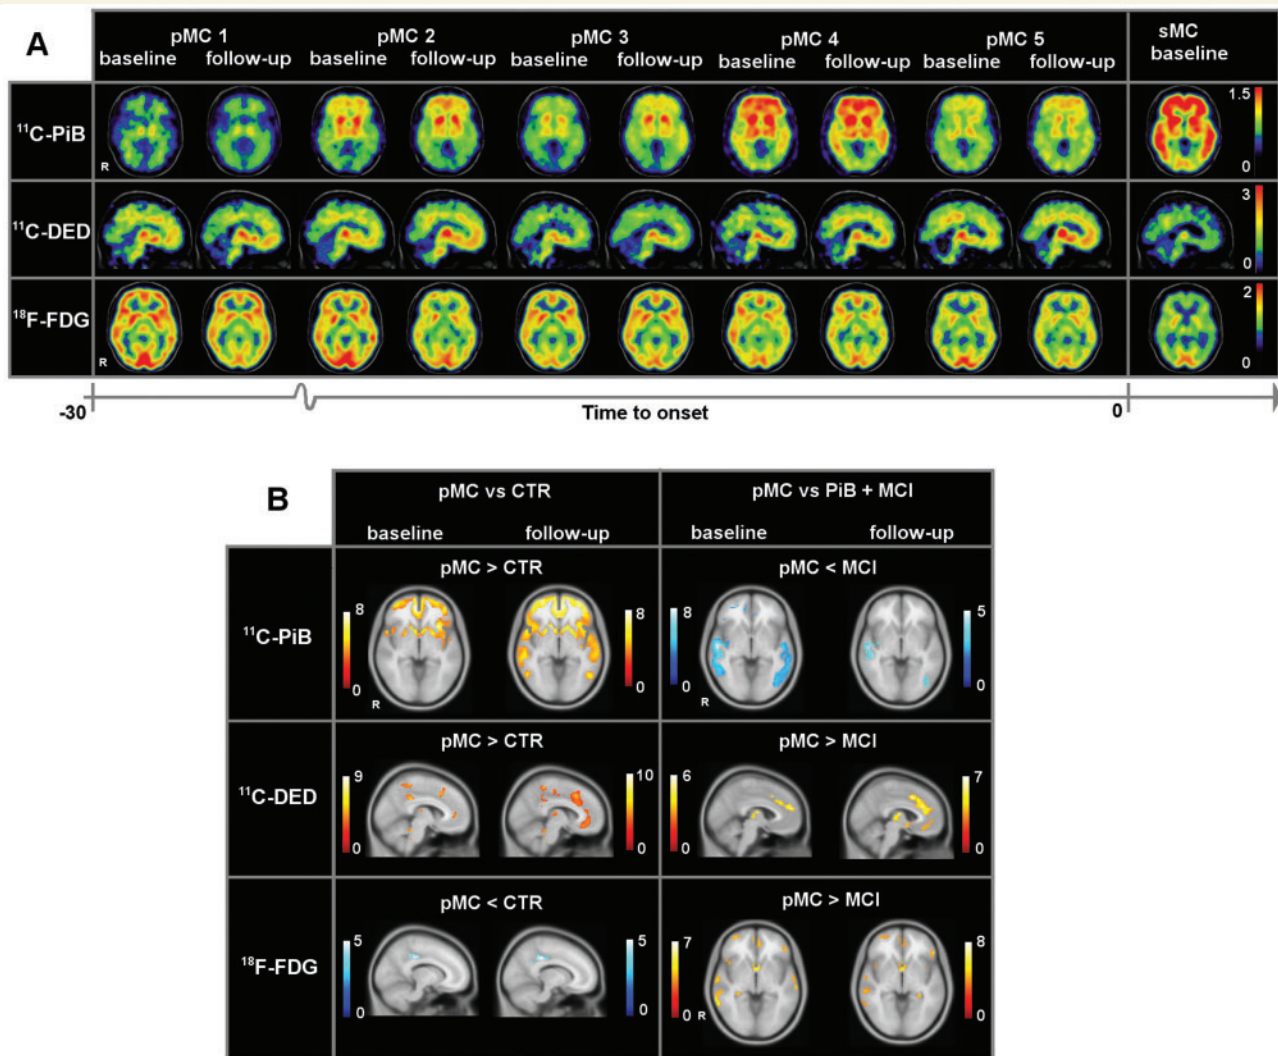 A
pMC 1 pMC 2 pMC 3 pMC 4 pMC 5 sMC
baseline follow-up baseline follow-up baseline follow-up baseline follow-up baseline follow-up baseline
¹¹C-PiB
1.5
0
R
¹¹C-DED
3
0
¹⁸F-FDG
2
0
R
-30 Time to onset 0
B
pMC vs CTR pMC vs PiB + MCI
baseline follow-up baseline follow-up
¹¹C-PiB
pMC > CTR pMC < MCI
8 8 8 5
0 0 0 0
R R
¹¹C-DED
pMC > CTR pMC > MCI
9 10 6 7
0 0 0 0
¹⁸F-FDG
pMC < CTR pMC > MCI
5 5 7 8
0 0 0 0
R